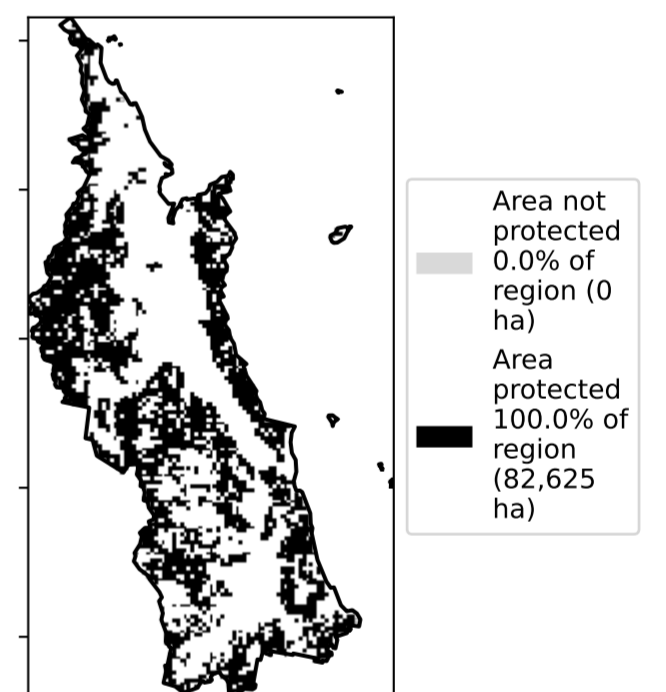 Area not
protected
0.0% of
region (0
ha)
Area
protected
100.0% of
region
(82,625
ha)